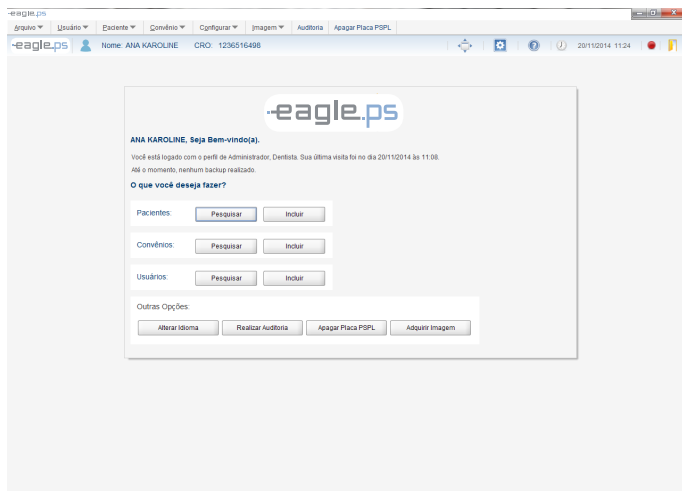 -eagle.ps
Arquivo Usuário Paciente Convênio Configurar Imagem Auditoria Apagar Placa PSPL
-eagle.ps Nome: ANA KAROLINE CRO: 1236516498 20/11/2014 11:24
-eagle.ps
ANA KAROLINE, Seja Bem-vindo(a).
Você está logado com o perfil de Administrador, Dentista. Sua última visita foi no dia 20/11/2014 às 11:08.
Até o momento, nenhum backup realizado.
O que você deseja fazer?
Pacientes: Pesquisar Incluir
Convênios: Pesquisar Incluir
Usuários: Pesquisar Incluir
Outras Opções:
Alterar Idioma Realizar Auditoria Apagar Placa PSPL Adquirir Imagem